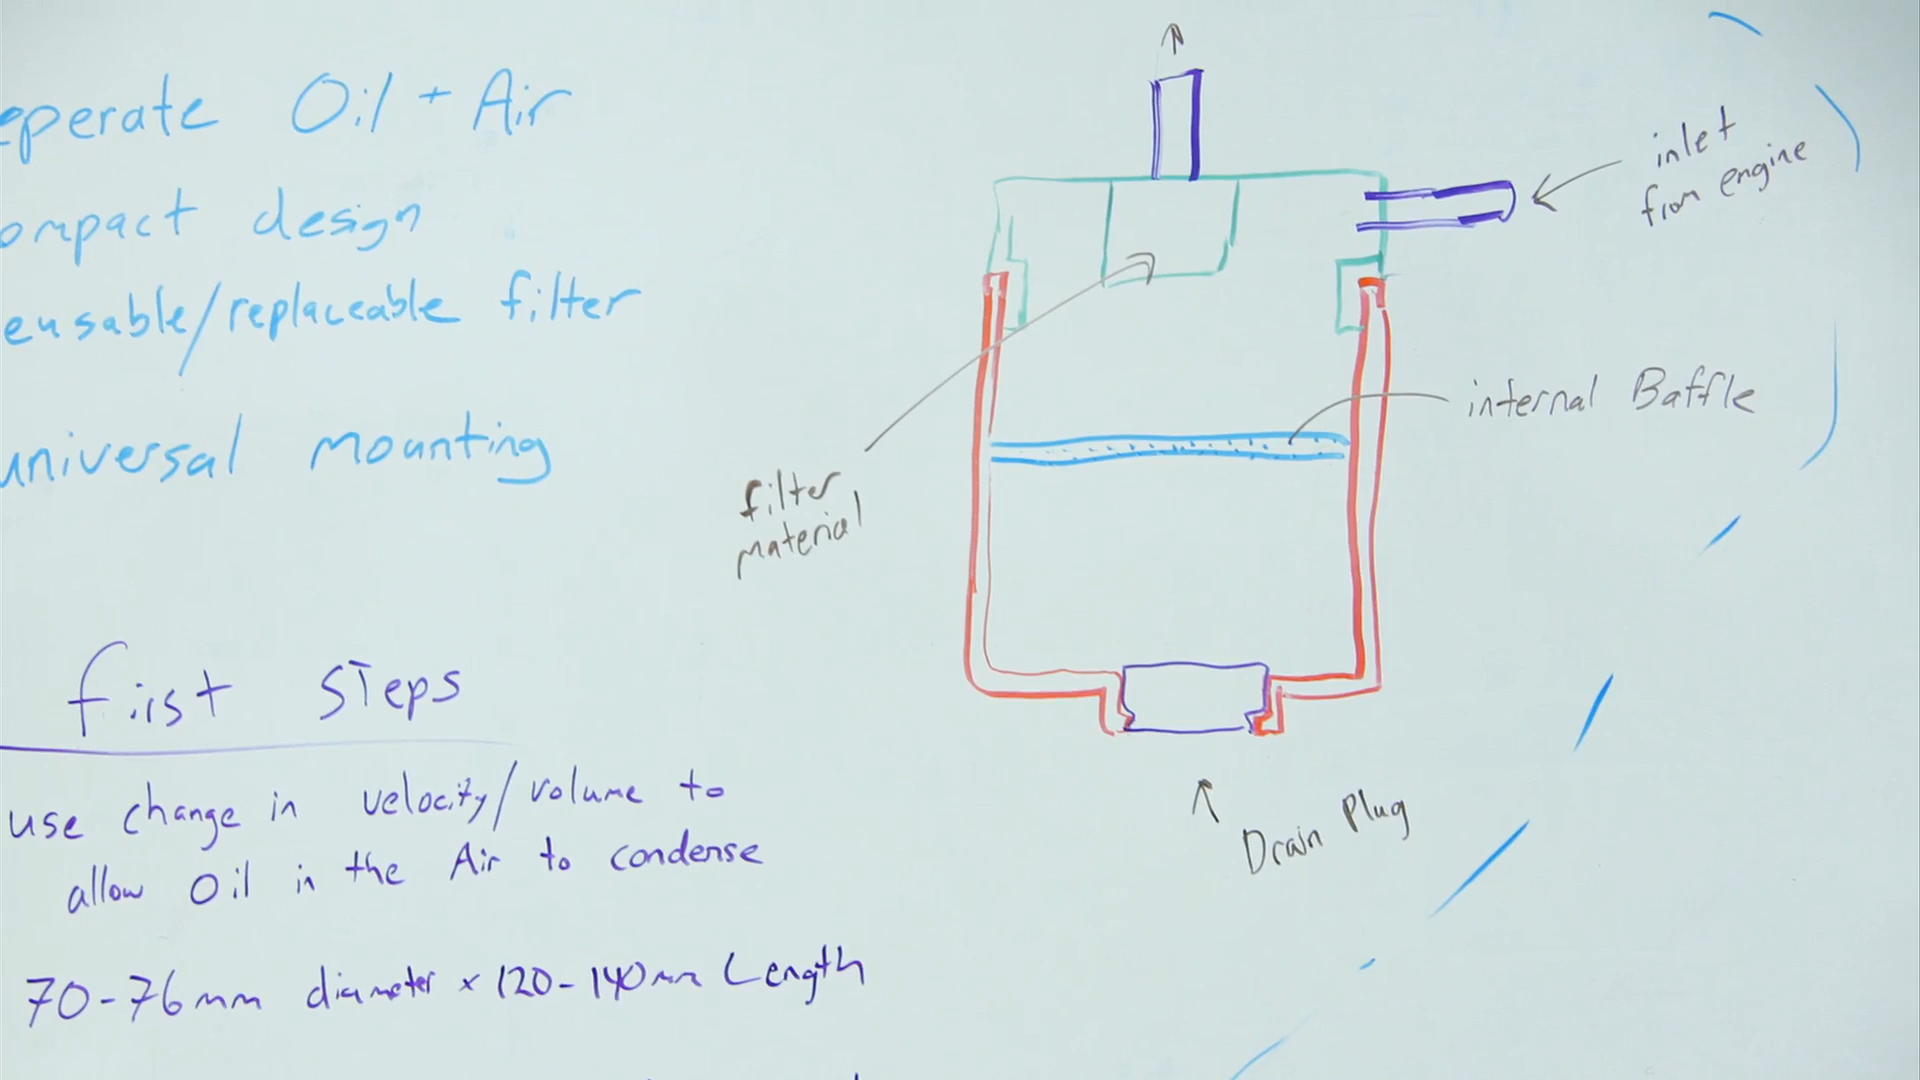 eperate Oil + Air
ompact design
eusable/replaceable filter
universal mounting
first steps
use change in velocity/volume to
allow Oil in the Air to condense
70-76mm diameter x 120-140mm Length
inlet
from engine
internal Baffle
filter
material
Drain Plug